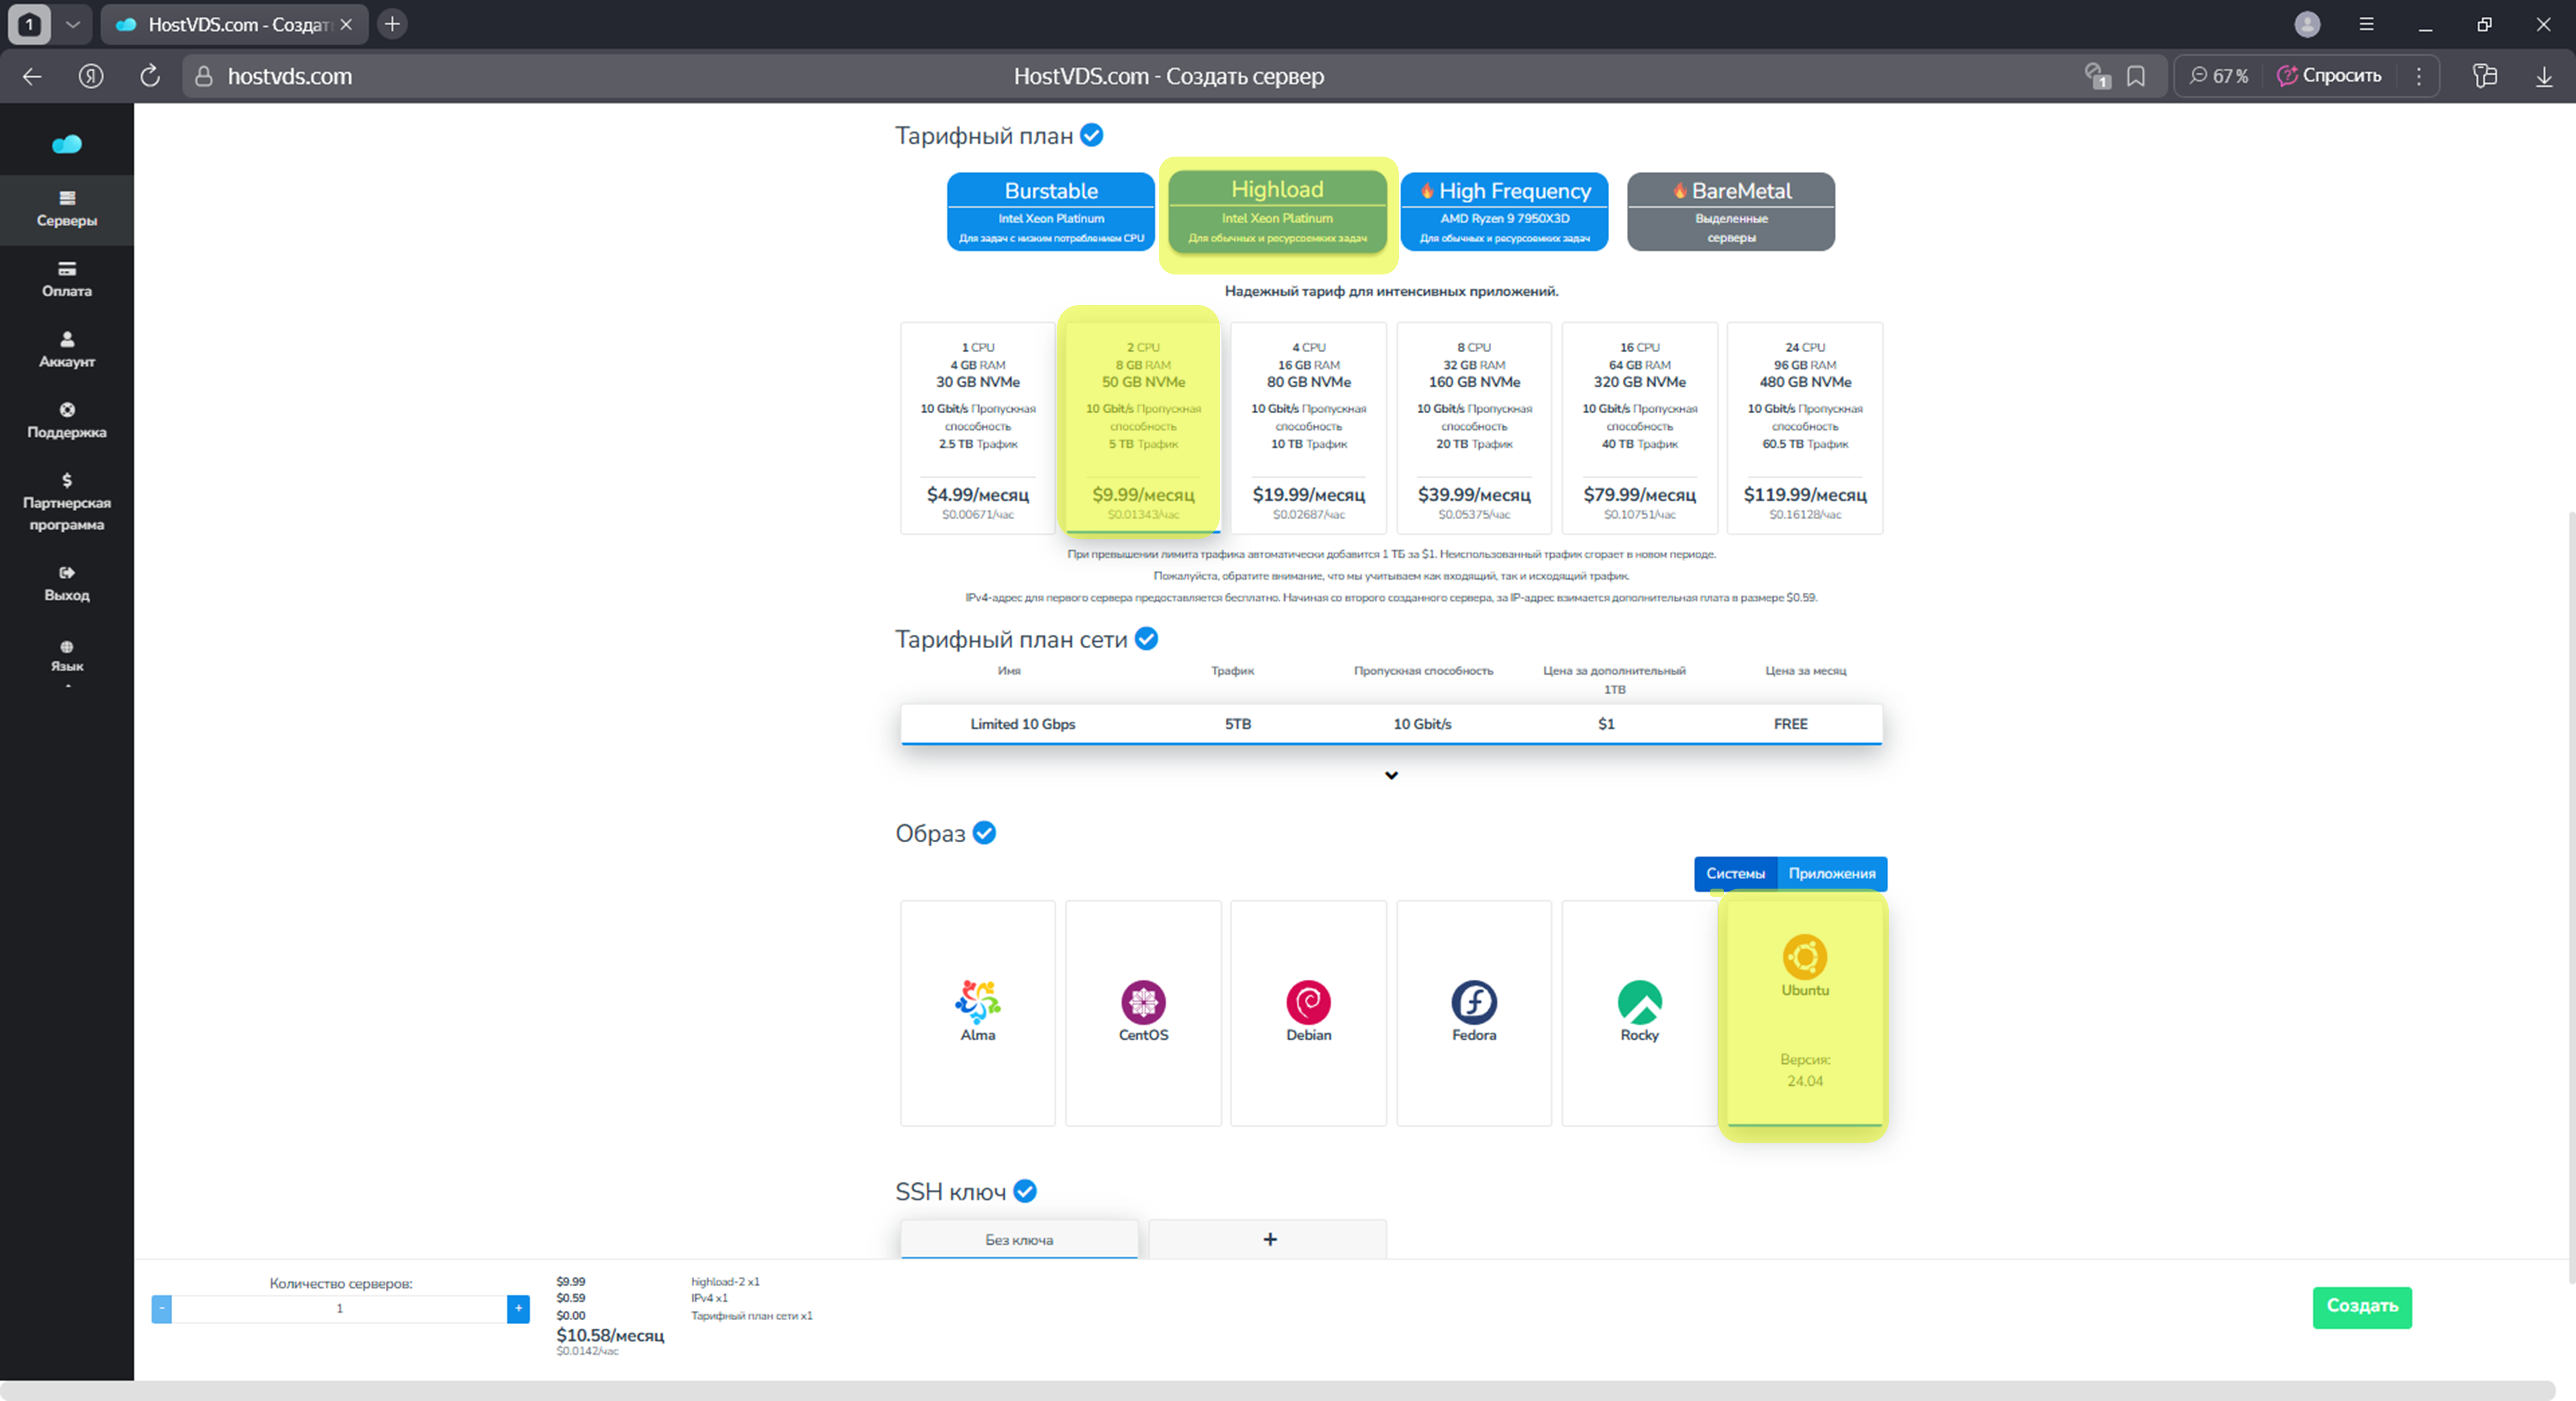 1
HostVDS.com - Создат
hostvds.com
HostVDS.com - Создать сервер
1
67 %
Спросить
Серверы
Оплата
Аккаунт
Поддержка
$
Партнерская
программа
Выход
Язык
Тарифный план
Burstable
Intel Xeon Platinum
Для задач с низким потреблением CPU
Highload
Intel Xeon Platinum
Для обычных и ресурсоемких задач
High Frequency
AMD Ryzen 9 7950X3D
Для обычных и ресурсоемких задач
BareMetal
Выделенные
серверы
Надежный тариф для интенсивных приложений.
1 CPU
4 GB RAM
30 GB NVMe
10 Gbit/s Пропускная
способность
2.5 TB Трафик
$4.99/месяц
$0.00671/час
2 CPU
8 GB RAM
50 GB NVMe
10 Gbit/s Пропускная
способность
5 TB Трафик
$9.99/месяц
$0.01343/час
4 CPU
16 GB RAM
80 GB NVMe
10 Gbit/s Пропускная
способность
10 TB Трафик
$19.99/месяц
$0.02687/час
8 CPU
32 GB RAM
160 GB NVMe
10 Gbit/s Пропускная
способность
20 TB Трафик
$39.99/месяц
$0.05375/час
16 CPU
64 GB RAM
320 GB NVMe
10 Gbit/s Пропускная
способность
40 TB Трафик
$79.99/месяц
$0.10751/час
24 CPU
96 GB RAM
480 GB NVMe
10 Gbit/s Пропускная
способность
60.5 TB Трафик
$119.99/месяц
$0.16128/час
При превышении лимита трафика автоматически добавится 1 ТБ за $1. Неиспользованный трафик сгорает в новом периоде.
Пожалуйста, обратите внимание, что мы учитываем как входящий, так и исходящий трафик.
IPv4-адрес для первого сервера предоставляется бесплатно. Начиная со второго созданного сервера, за IP-адрес взимается дополнительная плата в размере $0.59.
Тарифный план сети
Имя
Трафик
Пропускная способность
Цена за дополнительный
1TB
Цена за месяц
Limited 10 Gbps
5TB
10 Gbit/s
$1
FREE
Образ
Системы
Приложения
Alma
CentOS
Debian
Fedora
Rocky
Ubuntu
Версия:
24.04
SSH ключ
Без ключа
+
Количество серверов:
- 1 +
$9.99 highload-2 x1
$0.59 IPv4 x1
$0.00 Тарифный план сети x1
$10.58/месяц
$0.0142/час
Создать